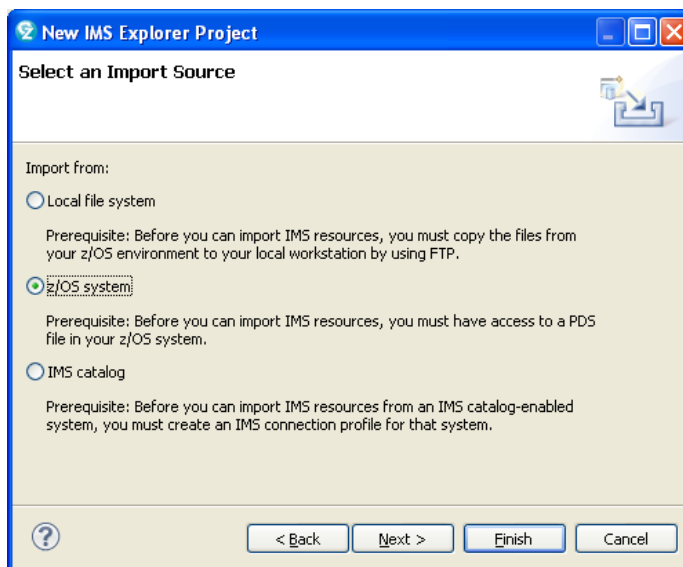 New IMS Explorer Project
Select an Import Source
Import from:
Local file system
Prerequisite: Before you can import IMS resources, you must copy the files from
your z/OS environment to your local workstation by using FTP.
z/OS system
Prerequisite: Before you can import IMS resources, you must have access to a PDS
file in your z/OS system.
IMS catalog
Prerequisite: Before you can import IMS resources from an IMS catalog-enabled
system, you must create an IMS connection profile for that system.
? < Back Next > Finish Cancel